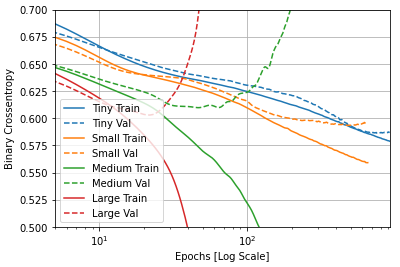 0.700
0.675
0.650
0.625
0.600
0.575
0.550
0.525
0.500
Binary Crossentropy
Tiny Train
Tiny Val
Small Train
Small Val
Medium Train
Medium Val
Large Train
Large Val
10¹
10²
Epochs [Log Scale]